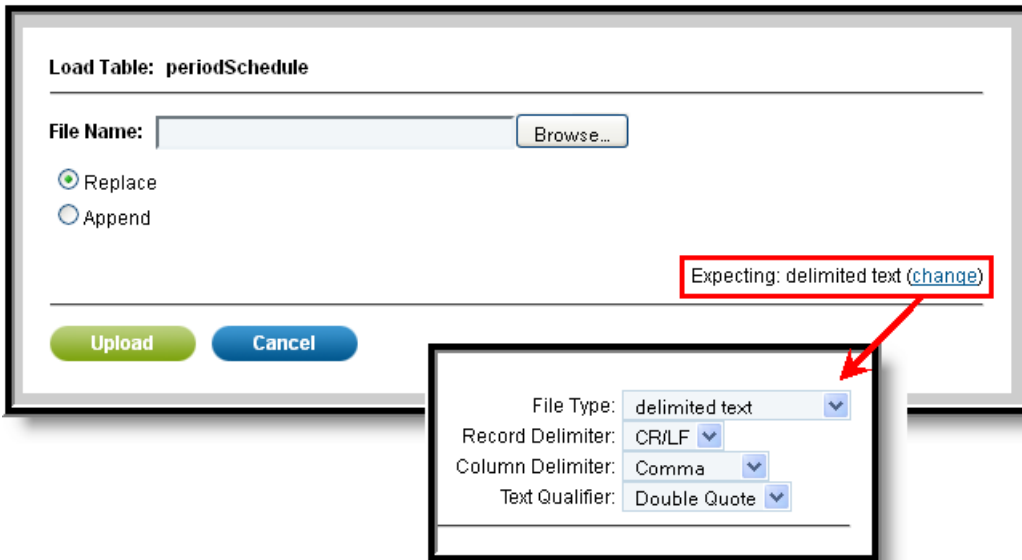 Load Table: periodSchedule
File Name: Browse...
Replace
Append
Expecting: delimited text (change)
Upload Cancel
File Type: delimited text
Record Delimiter: CR/LF
Column Delimiter: Comma
Text Qualifier: Double Quote